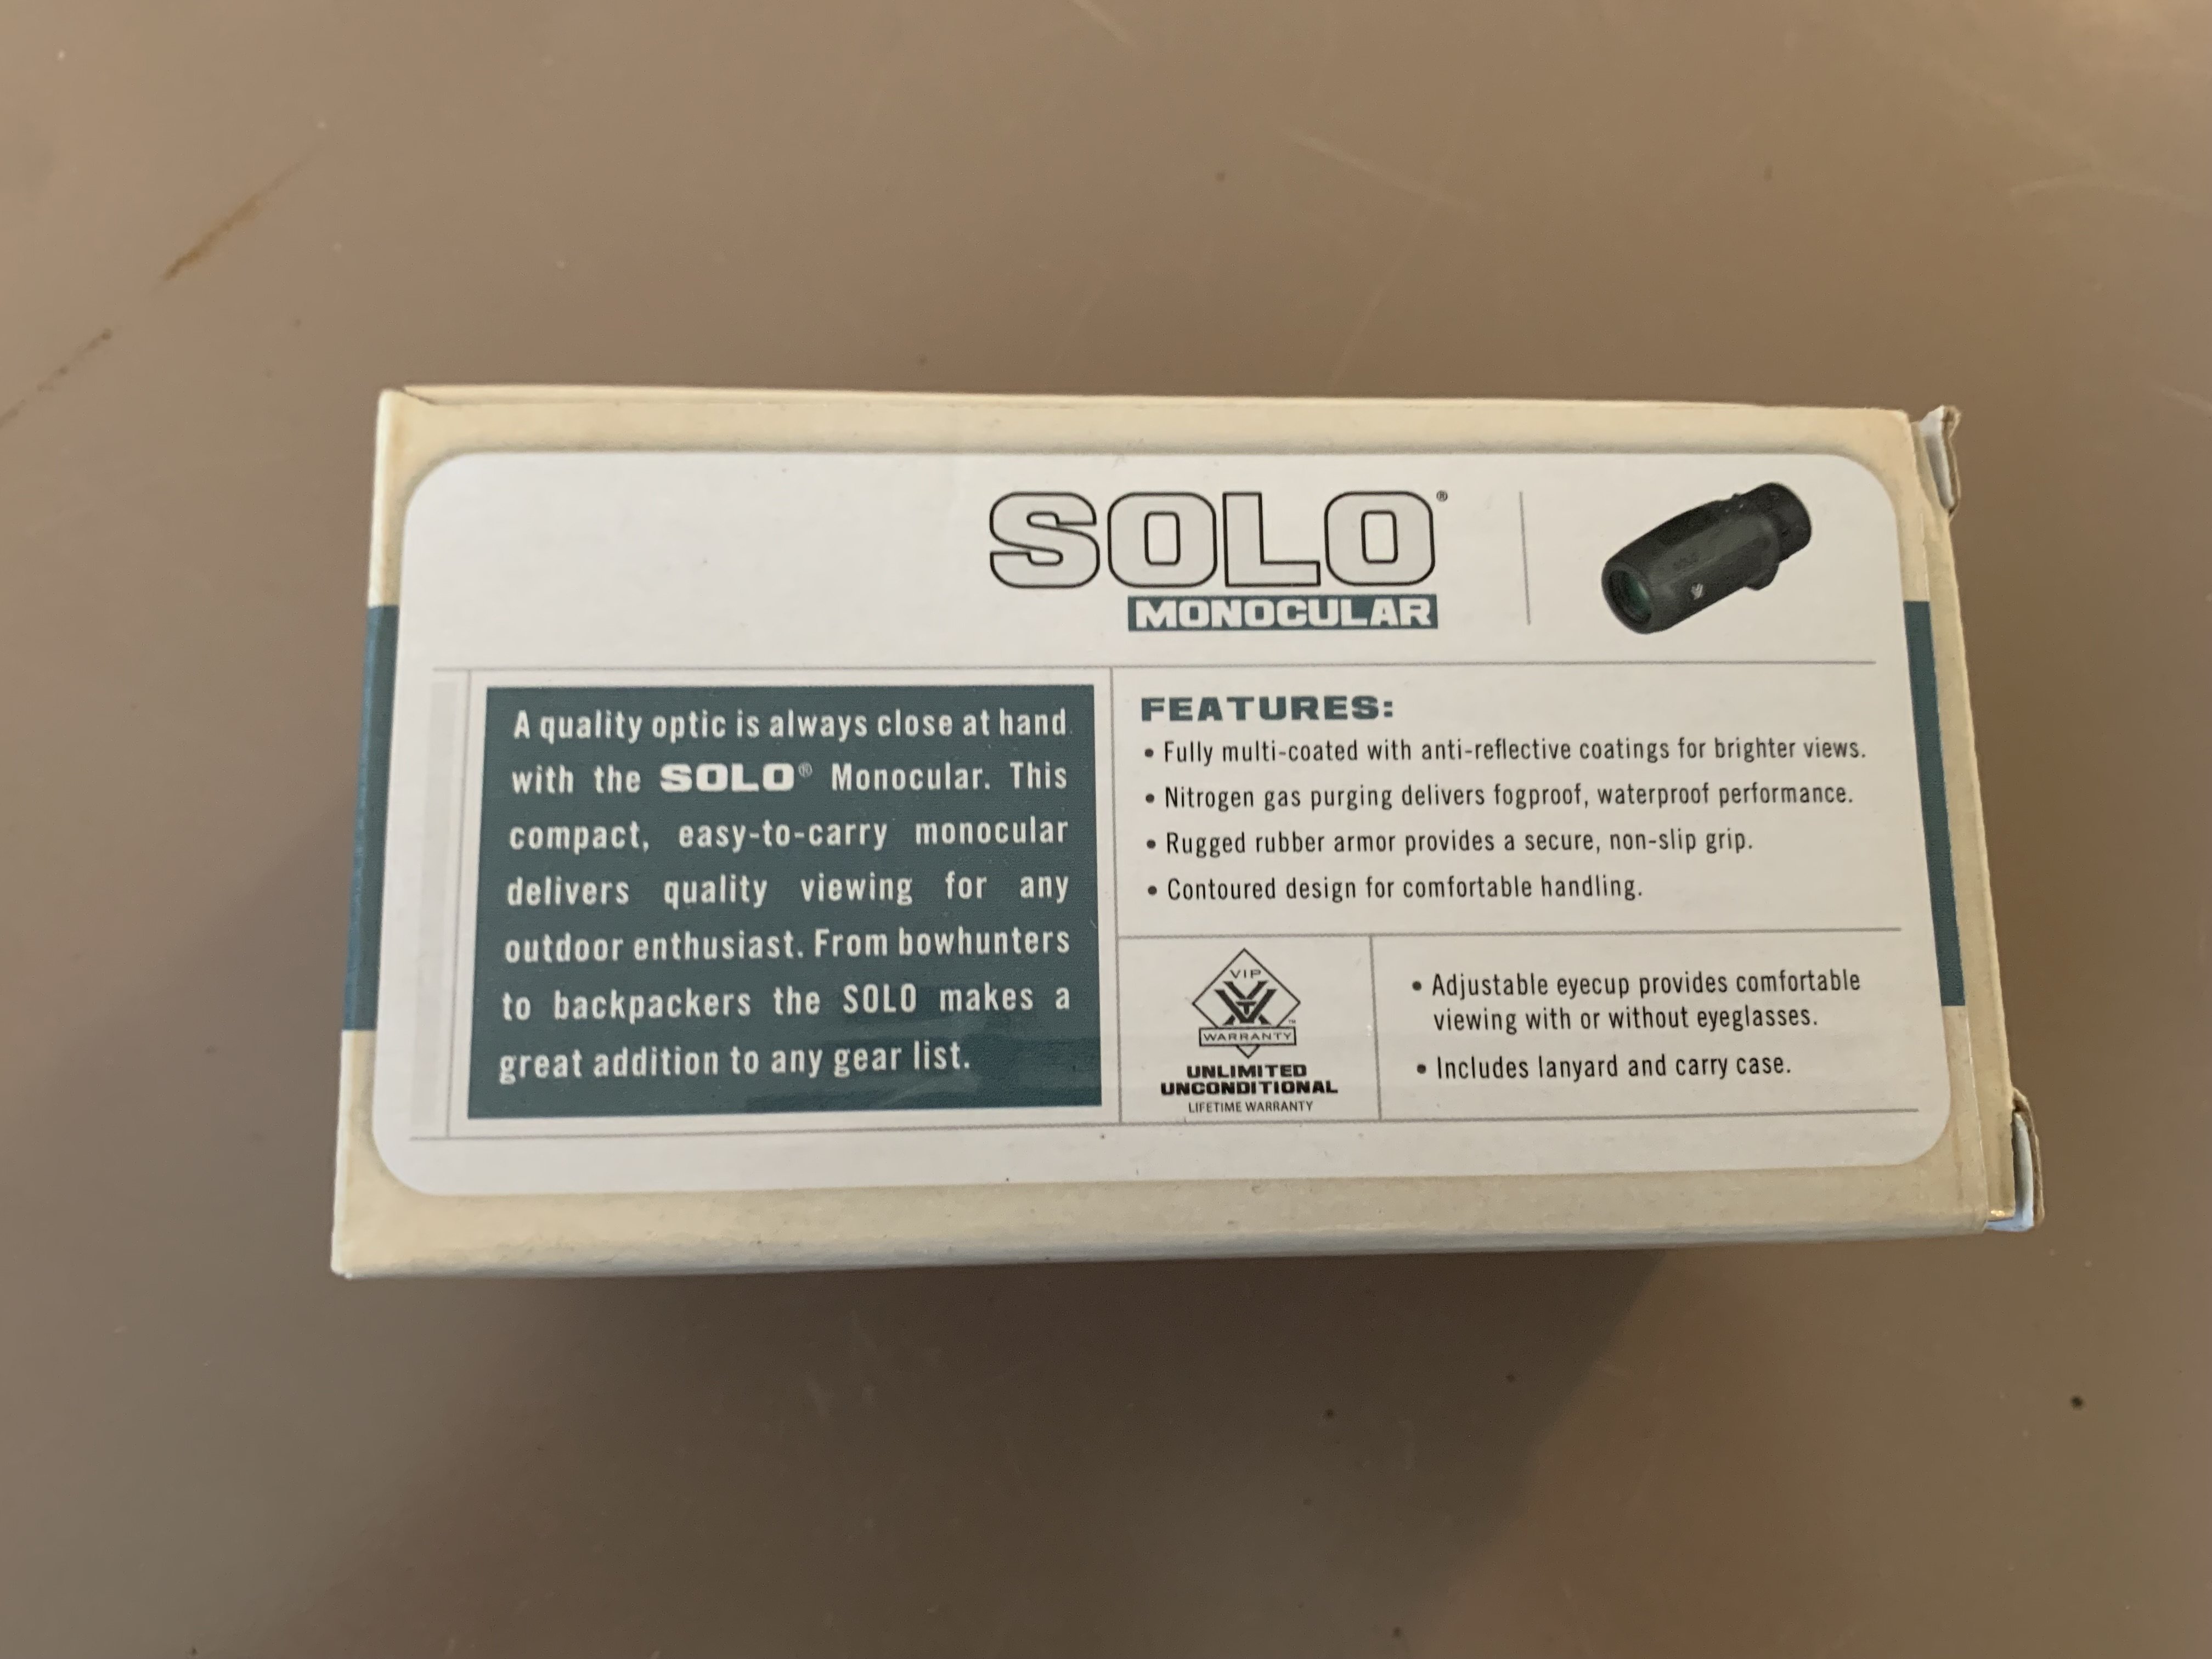 SOLO®
MONOCULAR
A quality optic is always close at hand
with the SOLO® Monocular. This
compact, easy-to-carry monocular
delivers quality viewing for any
outdoor enthusiast. From bowhunters
to backpackers the SOLO makes a
great addition to any gear list.
FEATURES:
• Fully multi-coated with anti-reflective coatings for brighter views.
• Nitrogen gas purging delivers fogproof, waterproof performance.
• Rugged rubber armor provides a secure, non-slip grip.
• Contoured design for comfortable handling.
VIP
WARRANTY
UNLIMITED
UNCONDITIONAL
LIFETIME WARRANTY
• Adjustable eyecup provides comfortable
viewing with or without eyeglasses.
• Includes lanyard and carry case.